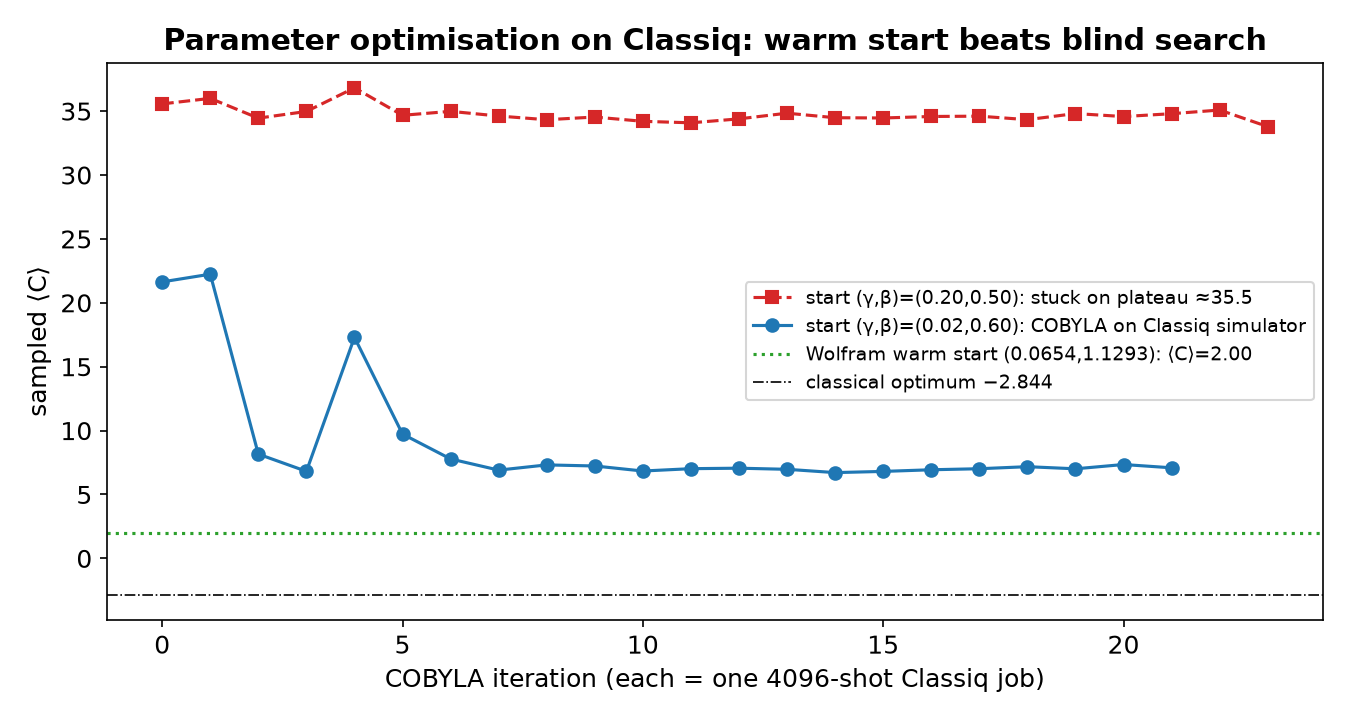 Parameter optimisation on Classiq: warm start beats blind search
sampled ⟨C⟩
35
30
25
20
15
10
5
0
start (γ,β)=(0.20,0.50): stuck on plateau ≈35.5
start (γ,β)=(0.02,0.60): COBYLA on Classiq simulator
Wolfram warm start (0.0654,1.1293): ⟨C⟩=2.00
classical optimum −2.844
0 5 10 15 20
COBYLA iteration (each = one 4096-shot Classiq job)